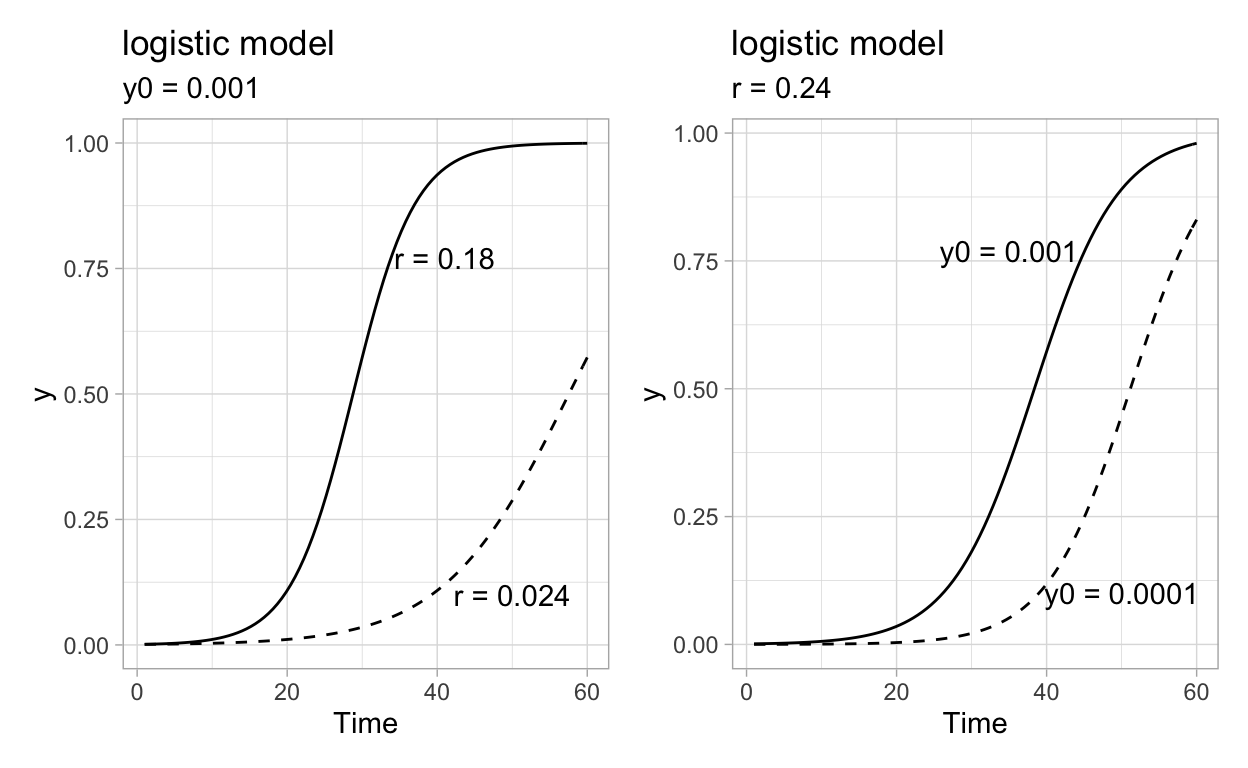 logistic model
y0 = 0.001
1.00
0.75
0.50
0.25
0.00
y
r = 0.18
r = 0.024
0
20
40
60
Time
logistic model
r = 0.24
1.00
0.75
0.50
0.25
0.00
y
y0 = 0.001
y0 = 0.0001
0
20
40
60
Time